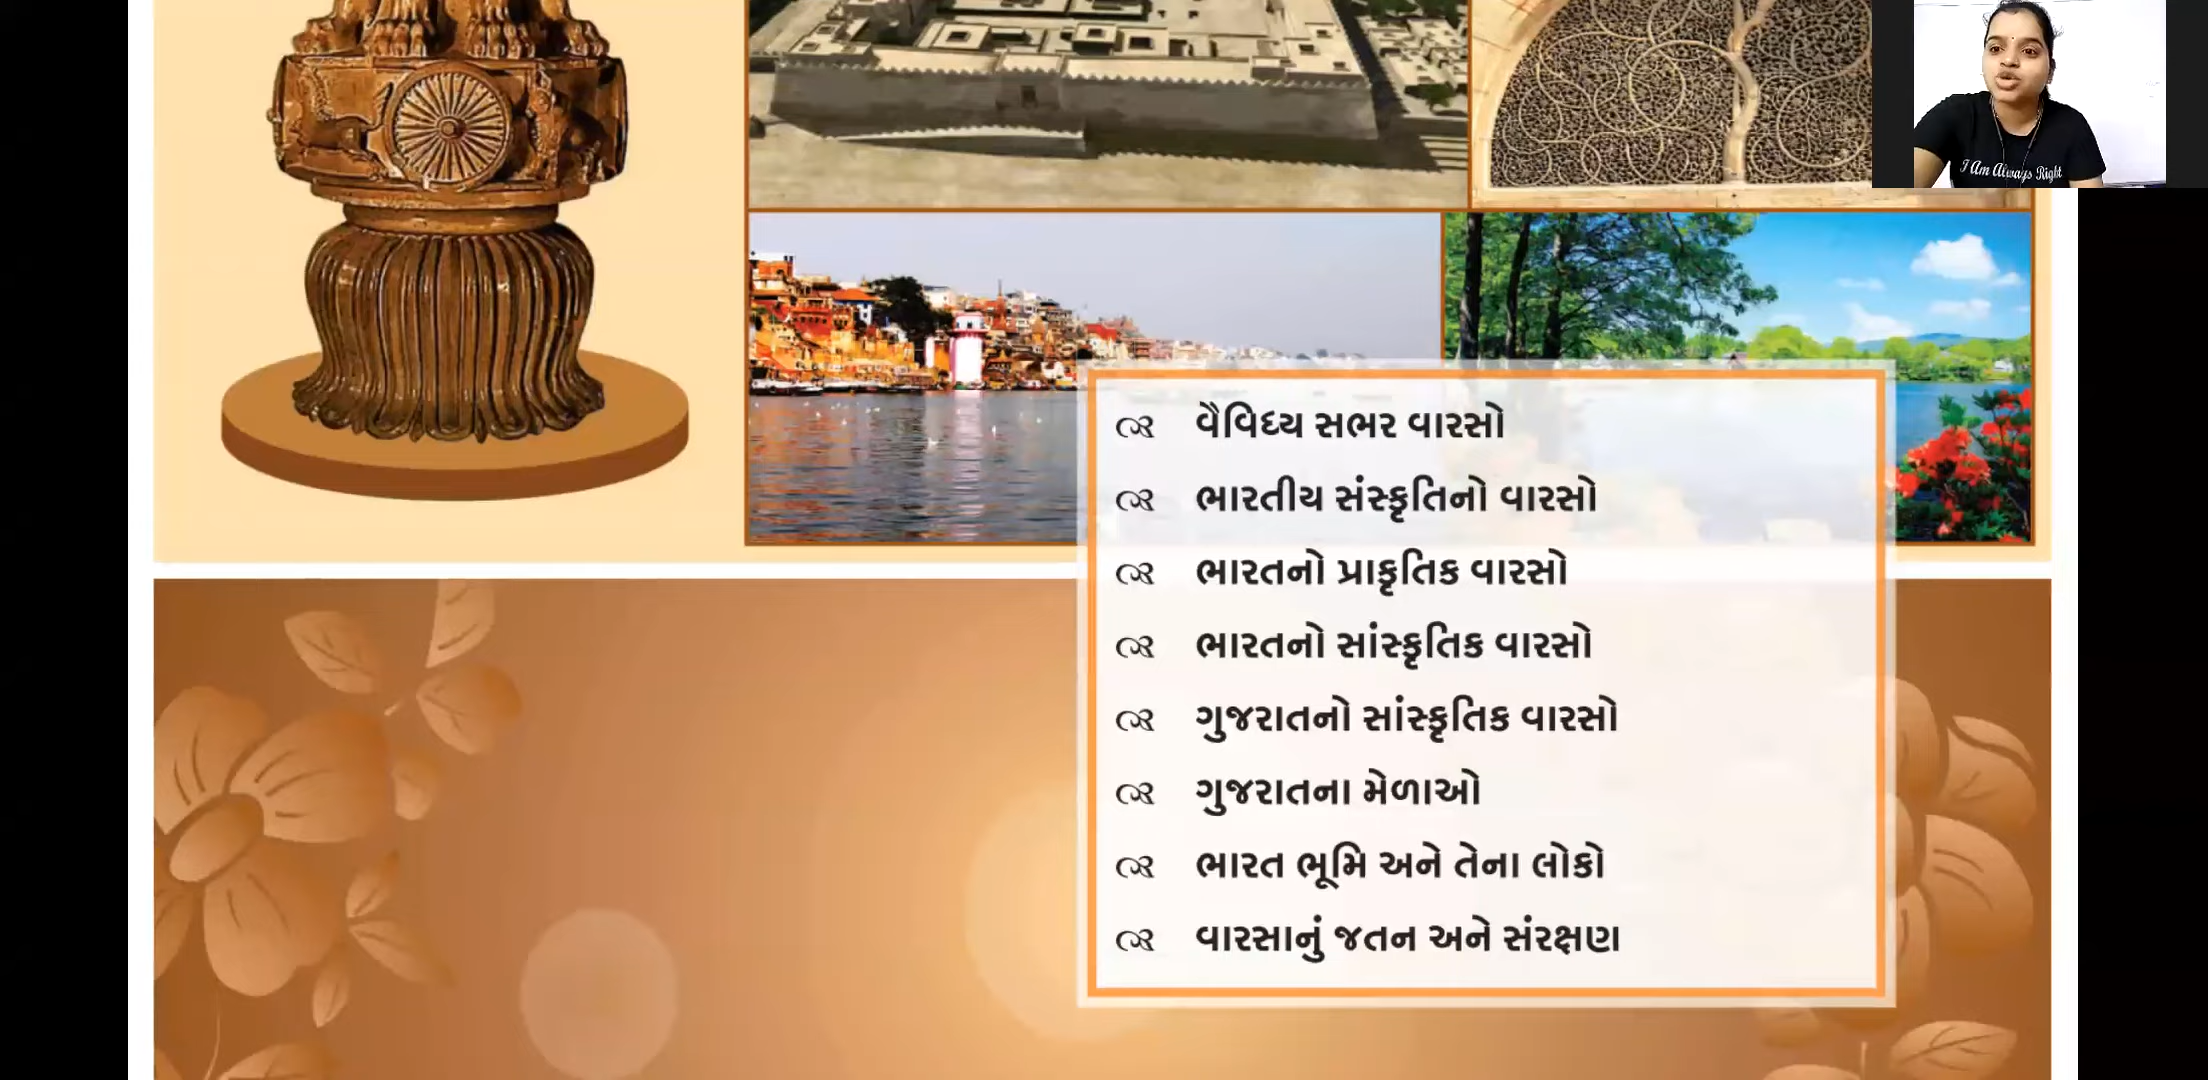 I Am Always Right
વૈવિધ્ય સભર વારસો
ભારતીય સંસ્કૃતિનો વારસો
ભારતનો પ્રાકૃતિક વારસો
ભારતનો સાંસ્કૃતિક વારસો
ગુજરાતનો સાંસ્કૃતિક વારસો
ગુજરાતના મેળાઓ
ભારત ભૂમિ અને તેના લોકો
વારસાનું જતન અને સંરક્ષણ